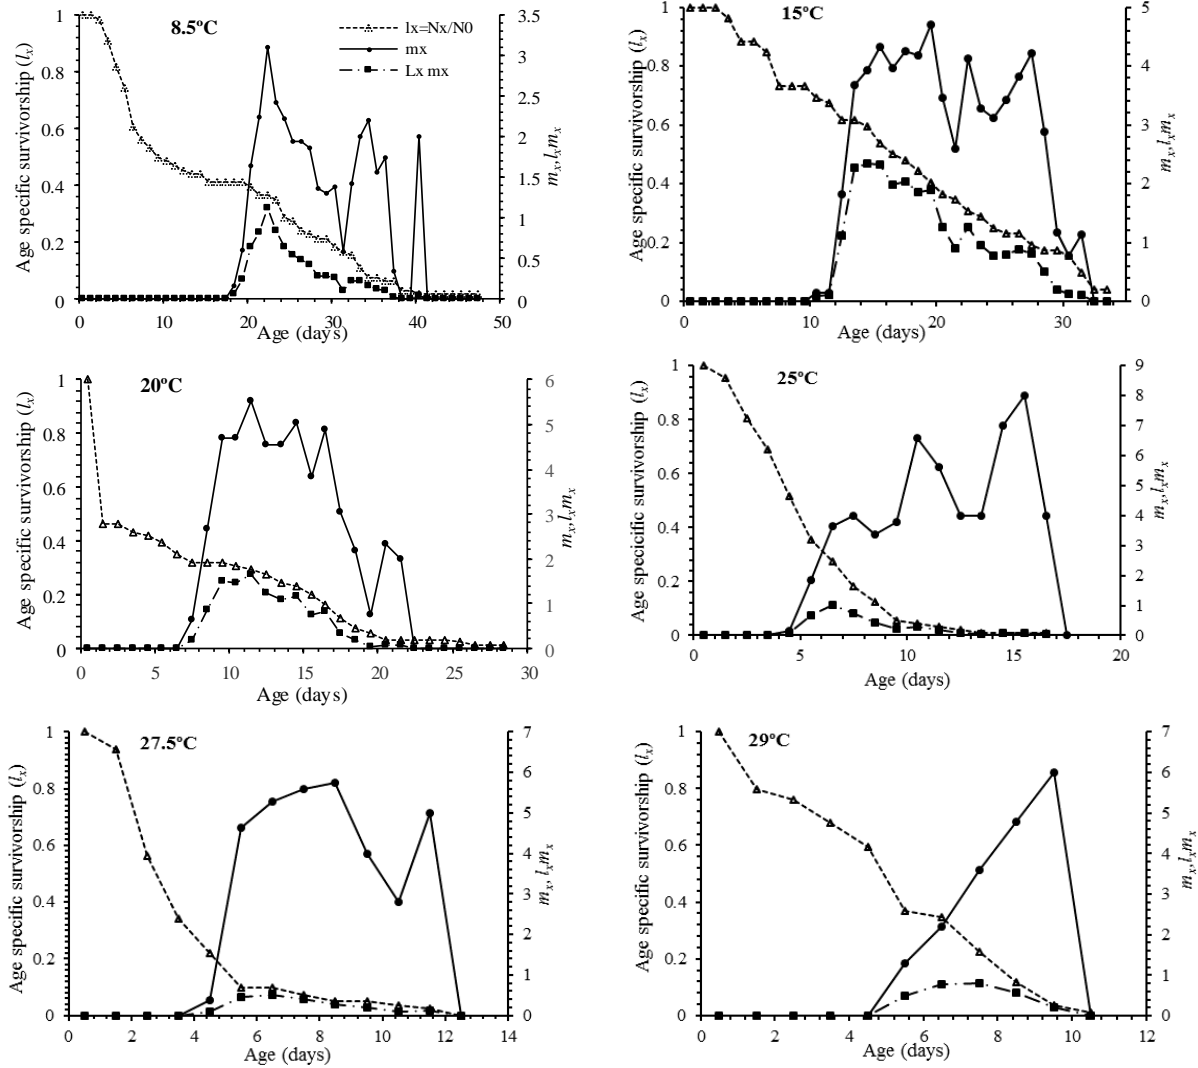 8.5ºC
lx=Nx/N0
mx
Lx mx
Age specific survivorship (lx)
1
0.8
0.6
0.4
0.2
0
3.5
3
2.5
2
1.5
1
0.5
0
mx, lxmx
0 10 20 30 40 50
Age (days)
15ºC
Age specific survivorship (lx)
1
0.8
0.6
0.4
0.2
0
5
4
3
2
1
0
mx, lxmx
0 10 20 30
Age (days)
20ºC
Age specific survivorship (lx)
1
0.8
0.6
0.4
0.2
0
6
5
4
3
2
1
0
mx, lxmx
0 5 10 15 20 25 30
Age (days)
25ºC
Age specicific survivorship (lx)
1
0.8
0.6
0.4
0.2
0
9
8
7
6
5
4
3
2
1
0
mx, lxmx
0 5 10 15 20
Age (days)
27.5ºC
Age specific survivorship (lx)
1
0.8
0.6
0.4
0.2
0
7
6
5
4
3
2
1
0
mx, lxmx
0 2 4 6 8 10 12 14
Age (days)
29ºC
Age specific survivorship (lx)
1
0.8
0.6
0.4
0.2
0
7
6
5
4
3
2
1
0
mx, lxmx
0 2 4 6 8 10 12
Age (days)